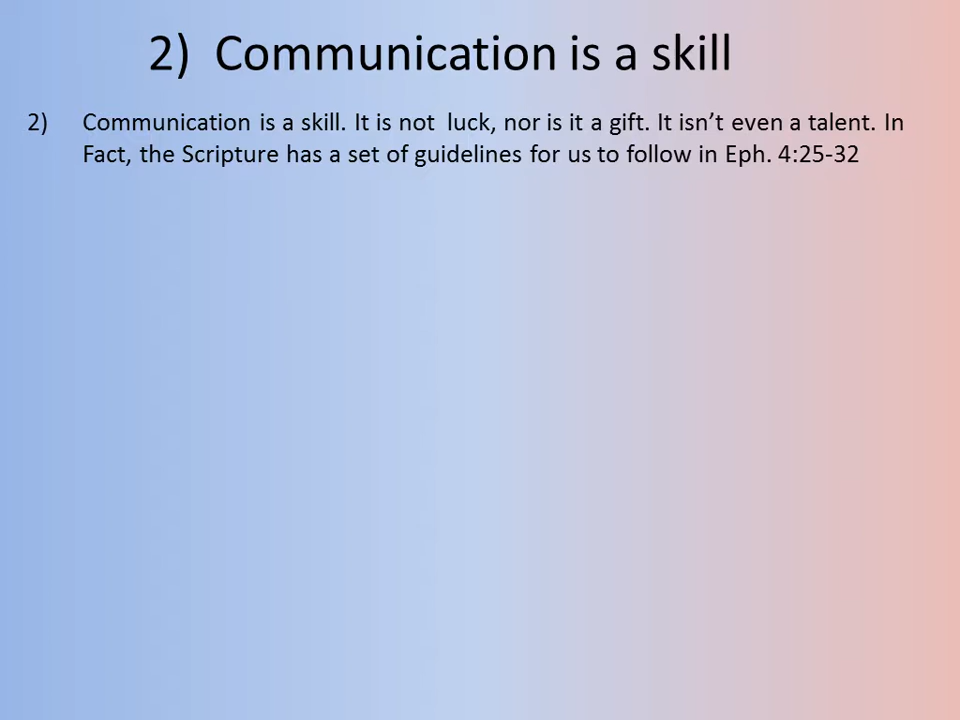 2) Communication is a skill
2) Communication is a skill. It is not luck, nor is it a gift. It isn’t even a talent. In
Fact, the Scripture has a set of guidelines for us to follow in Eph. 4:25-32